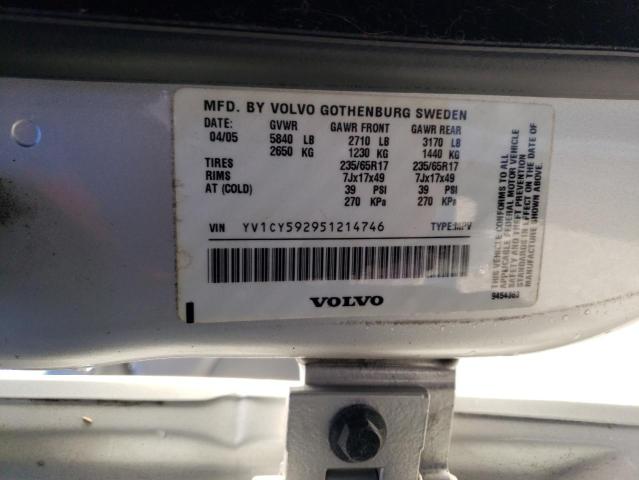 MFD. BY VOLVO GOTHENBURG SWEDEN
DATE: GVWR GAWR FRONT GAWR REAR
04/05 5840 LB 2710 LB 3170 LB
2650 KG 1230 KG 1440 KG
TIRES 235/65R17 235/65R17
RIMS 7Jx17x49 7Jx17x49
AT (COLD) 39 PSI 39 PSI
270 KPa 270 KPa
VIN YV1CY592951214746 TYPE:MPV
VOLVO
THIS VEHICLE CONFORMS TO ALL
APPLICABLE FEDERAL MOTOR VEHICLE
SAFETY AND THEFT PREVENTION
STANDARDS IN EFFECT ON THE DATE OF
MANUFACTURE SHOWN ABOVE.
9454363